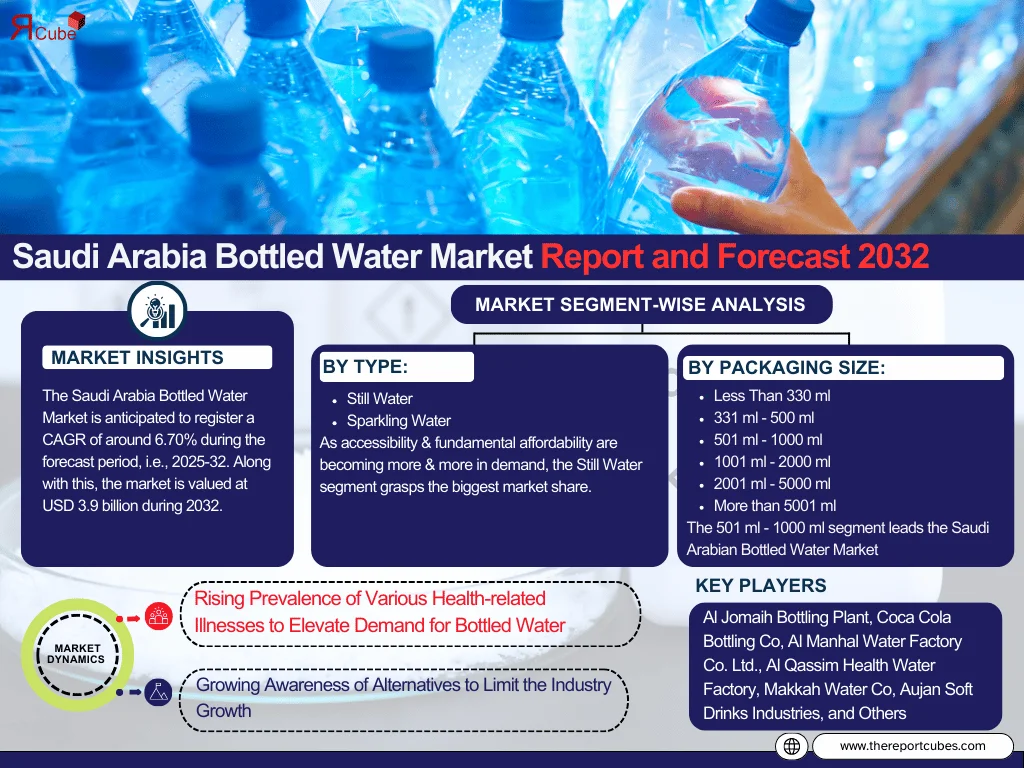 ЯCube
Saudi Arabia Bottled Water Market Report and Forecast 2032
MARKET INSIGHTS
The Saudi Arabia Bottled Water
Market is anticipated to register a
CAGR of around 6.70% during the
forecast period, i.e., 2025-32. Along
with this, the market is valued at
USD 3.9 billion during 2032.
MARKET SEGMENT-WISE ANALYSIS
BY TYPE:
• Still Water
• Sparkling Water
As accessibility & fundamental affordability are
becoming more & more in demand, the Still Water
segment grasps the biggest market share.
BY PACKAGING SIZE:
• Less Than 330 ml
• 331 ml - 500 ml
• 501 ml - 1000 ml
• 1001 ml - 2000 ml
• 2001 ml - 5000 ml
• More than 5001 ml
The 501 ml - 1000 ml segment leads the Saudi
Arabian Bottled Water Market
MARKET
DYNAMICS
Rising Prevalence of Various Health-related
Illnesses to Elevate Demand for Bottled Water
Growing Awareness of Alternatives to Limit the Industry
Growth
KEY PLAYERS
Al Jomaih Bottling Plant, Coca Cola
Bottling Co, Al Manhal Water Factory
Co. Ltd., Al Qassim Health Water
Factory, Makkah Water Co, Aujan Soft
Drinks Industries, and Others
www.thereportcubes.com